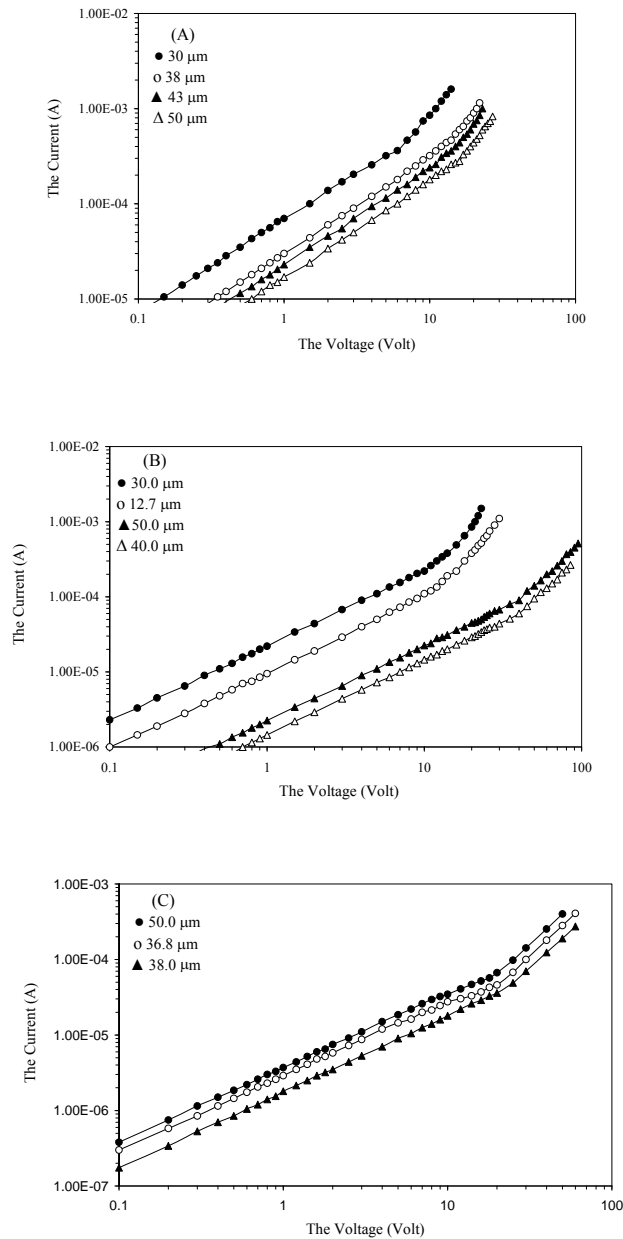 1.00E-02
(A)
● 30 µm
○ 38 µm
▲ 43 µm
△ 50 µm
1.00E-03
The Current (A)
1.00E-04
1.00E-05
0.1 1 10 100
The Voltage (Volt)
1.00E-02
(B)
● 30.0 µm
○ 12.7 µm
▲ 50.0 µm
△ 40.0 µm
1.00E-03
The Current (A)
1.00E-04
1.00E-05
1.00E-06
0.1 1 10 100
The Voltage (Volt)
1.00E-03
(C)
● 50.0 µm
○ 36.8 µm
▲ 38.0 µm
1.00E-04
The Current (A)
1.00E-05
1.00E-06
1.00E-07
0.1 1 10 100
The Voltage (Volt)